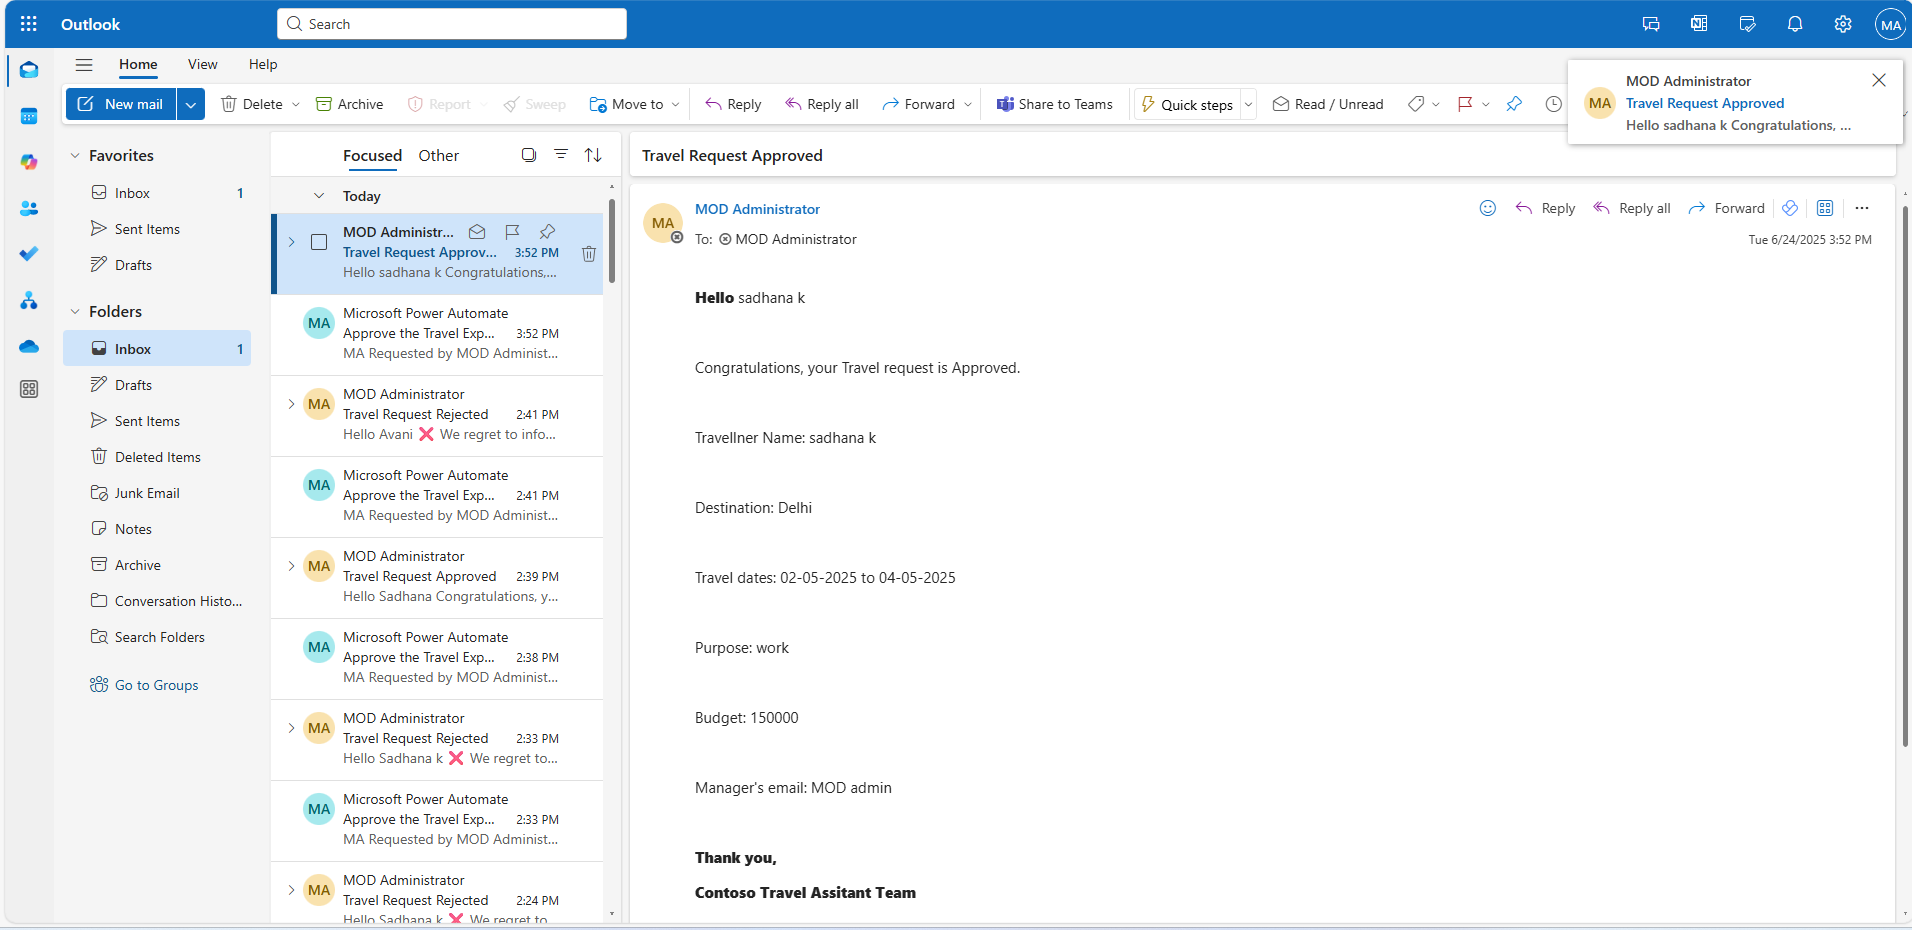 Outlook
Search
MA
Home View Help
New mail Delete Archive Report Sweep Move to Reply Reply all Forward Share to Teams Quick steps Read / Unread
MOD Administrator
MA
Travel Request Approved
Hello sadhana k Congratulations, ...
Favorites
Inbox 1
Sent Items
Drafts
Folders
Inbox 1
Drafts
Sent Items
Deleted Items
Junk Email
Notes
Archive
Conversation Histo...
Search Folders
Go to Groups
Focused Other
Today
MOD Administr...
Travel Request Approv... 3:52 PM
Hello sadhana k Congratulations,...
MA
Microsoft Power Automate
Approve the Travel Exp... 3:52 PM
MA Requested by MOD Administ...
MA
MOD Administrator
Travel Request Rejected 2:41 PM
Hello Avani ❌ We regret to info...
MA
Microsoft Power Automate
Approve the Travel Exp... 2:41 PM
MA Requested by MOD Administ...
MA
MOD Administrator
Travel Request Approved 2:39 PM
Hello Sadhana Congratulations, y...
MA
Microsoft Power Automate
Approve the Travel Exp... 2:38 PM
MA Requested by MOD Administ...
MA
MOD Administrator
Travel Request Rejected 2:33 PM
Hello Sadhana k ❌ We regret to...
MA
Microsoft Power Automate
Approve the Travel Exp... 2:33 PM
MA Requested by MOD Administ...
MA
MOD Administrator
Travel Request Rejected 2:24 PM
Hello Sadhana k ❌ We regret to
Travel Request Approved
MA
MOD Administrator
Reply Reply all Forward
To: MOD Administrator
Tue 6/24/2025 3:52 PM
Hello sadhana k
Congratulations, your Travel request is Approved.
Travellner Name: sadhana k
Destination: Delhi
Travel dates: 02-05-2025 to 04-05-2025
Purpose: work
Budget: 150000
Manager's email: MOD admin
Thank you,
Contoso Travel Assitant Team